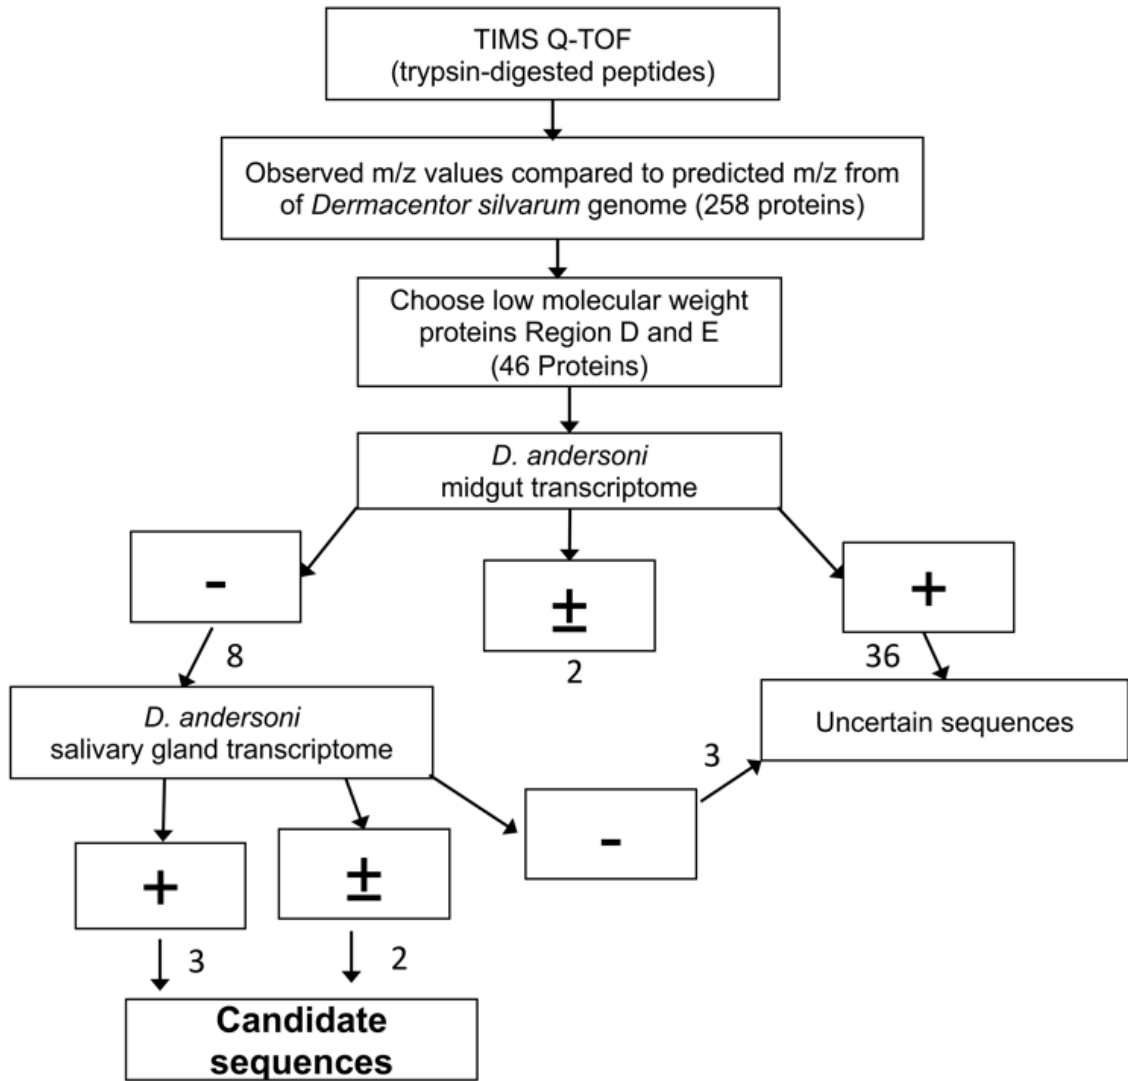 TIMS Q-TOF
(trypsin-digested peptides)
Observed m/z values compared to predicted m/z from
of Dermacentor silvarum genome (258 proteins)
Choose low molecular weight
proteins Region D and E
(46 Proteins)
D. andersoni
midgut transcriptome
-
±
+
8
2
36
D. andersoni
salivary gland transcriptome
Uncertain sequences
3
-
+
±
3
2
Candidate
sequences